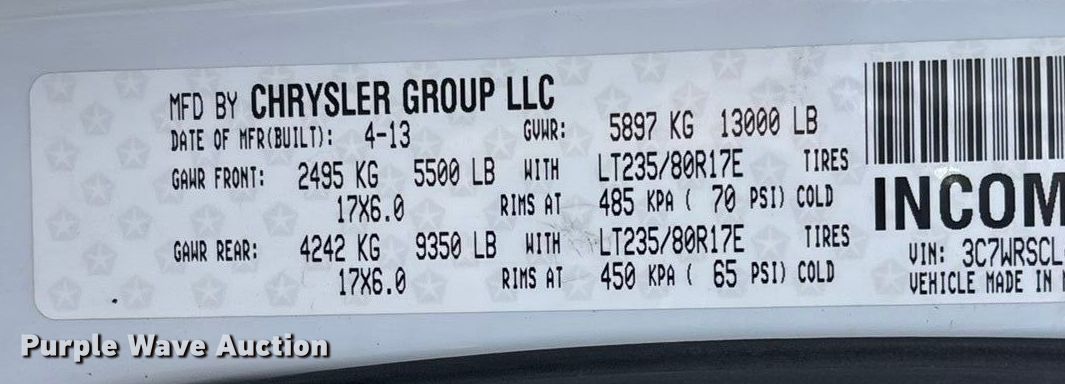 MFD BY CHRYSLER GROUP LLC
DATE OF MFR(BUILT): 4-13 GVWR: 5897 KG 13000 LB
GAWR FRONT: 2495 KG 5500 LB WITH LT235/80R17E TIRES
17X6.0 RIMS AT 485 KPA ( 70 PSI) COLD
GAWR REAR: 4242 KG 9350 LB WITH LT235/80R17E TIRES
17X6.0 RIMS AT 450 KPA ( 65 PSI) COLD
INCOM
VIN: 3C7WRSCL
VEHICLE MADE IN
Purple Wave Auction